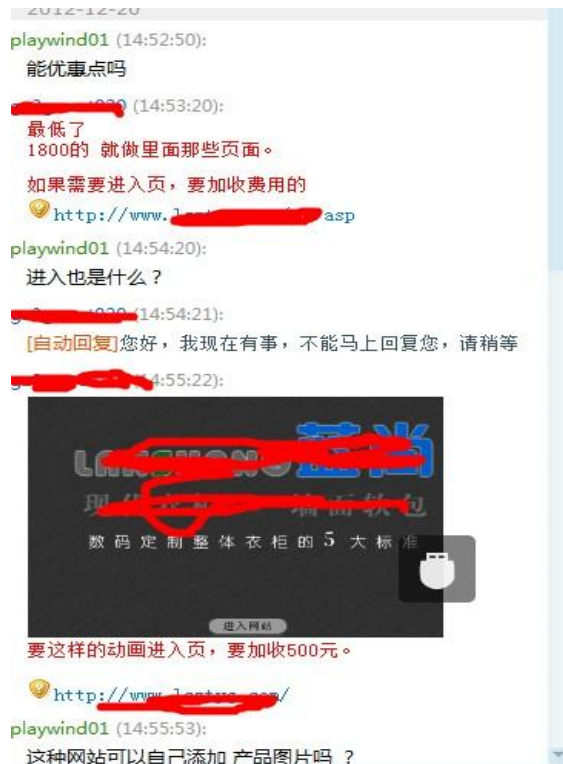 2012-12-20
playwind01 (14:52:50):
能优惠点吗
(14:53:20):
最低了
1800的 就做里面那些页面。
如果需要进入页，要加收费用的
http://www. asp
playwind01 (14:54:20):
进入也是什么？
(14:54:21):
[自动回复]您好，我现在有事，不能马上回复您，请稍等
4:55:22):
蓝尚
数码定制整体衣柜的 5 大标准
进入网站
要这样的动画进入页，要加收500元。
http://www /
playwind01 (14:55:53):
这种网站可以自己添加 产品图片吗 ？